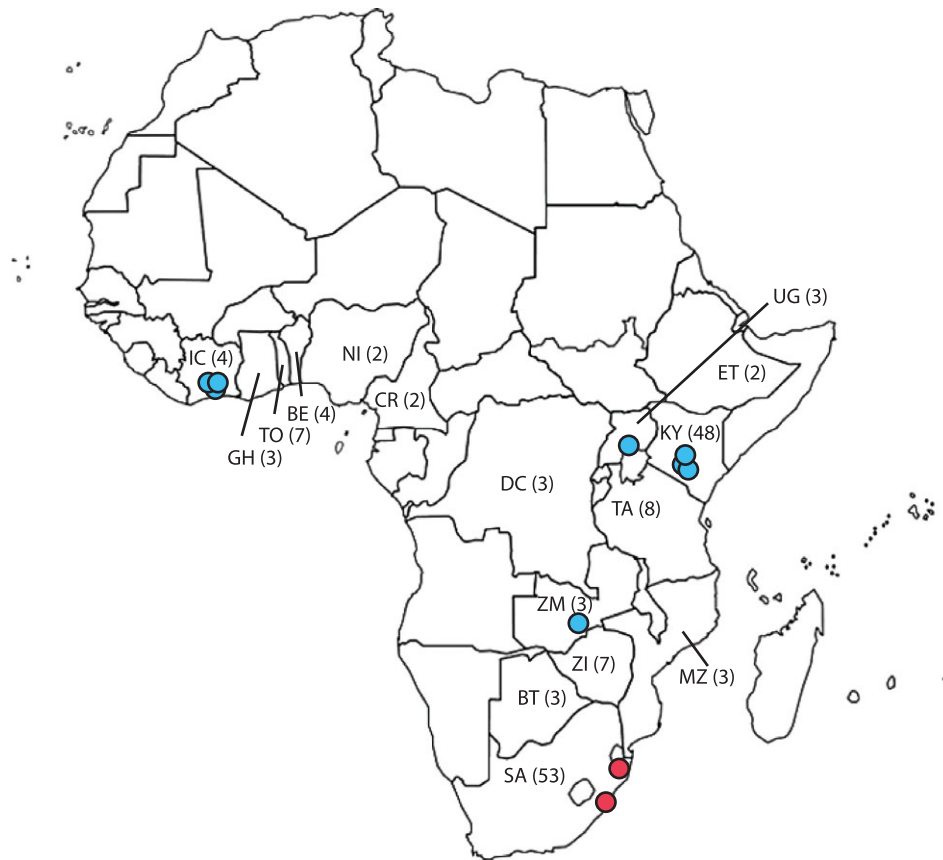 UG (3)
IC (4)
NI (2)
ET (2)
CR (2)
BE (4)
KY (48)
TO (7)
GH (3)
DC (3)
TA (8)
ZM (3)
ZI (7)
MZ (3)
BT (3)
SA (53)